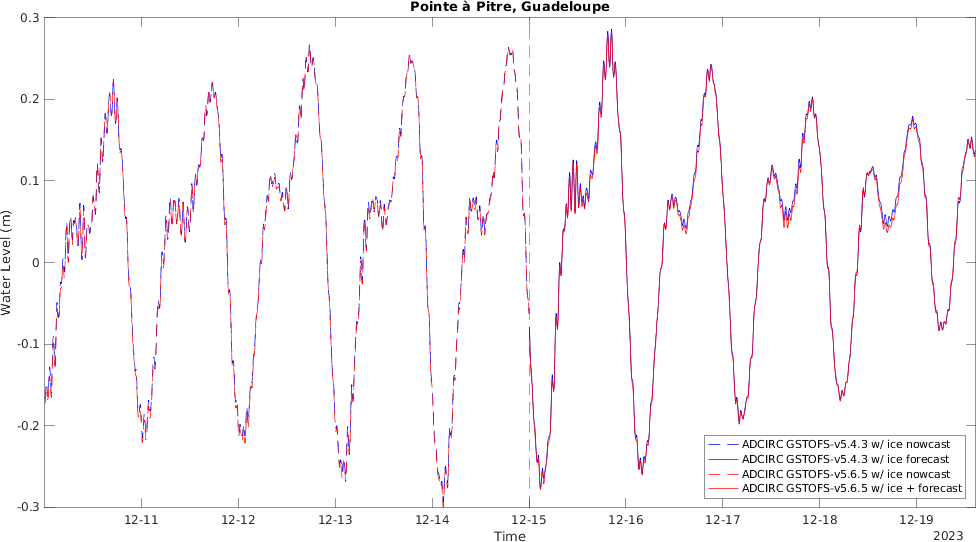 Pointe à Pitre, Guadeloupe
0.3
0.2
0.1
0
-0.1
-0.2
-0.3
Water Level (m)
12-11 12-12 12-13 12-14 12-15 12-16 12-17 12-18 12-19
Time
2023
ADCIRC GSTOFS-v5.4.3 w/ ice nowcast
ADCIRC GSTOFS-v5.4.3 w/ ice forecast
ADCIRC GSTOFS-v5.6.5 w/ ice nowcast
ADCIRC GSTOFS-v5.6.5 w/ ice + forecast